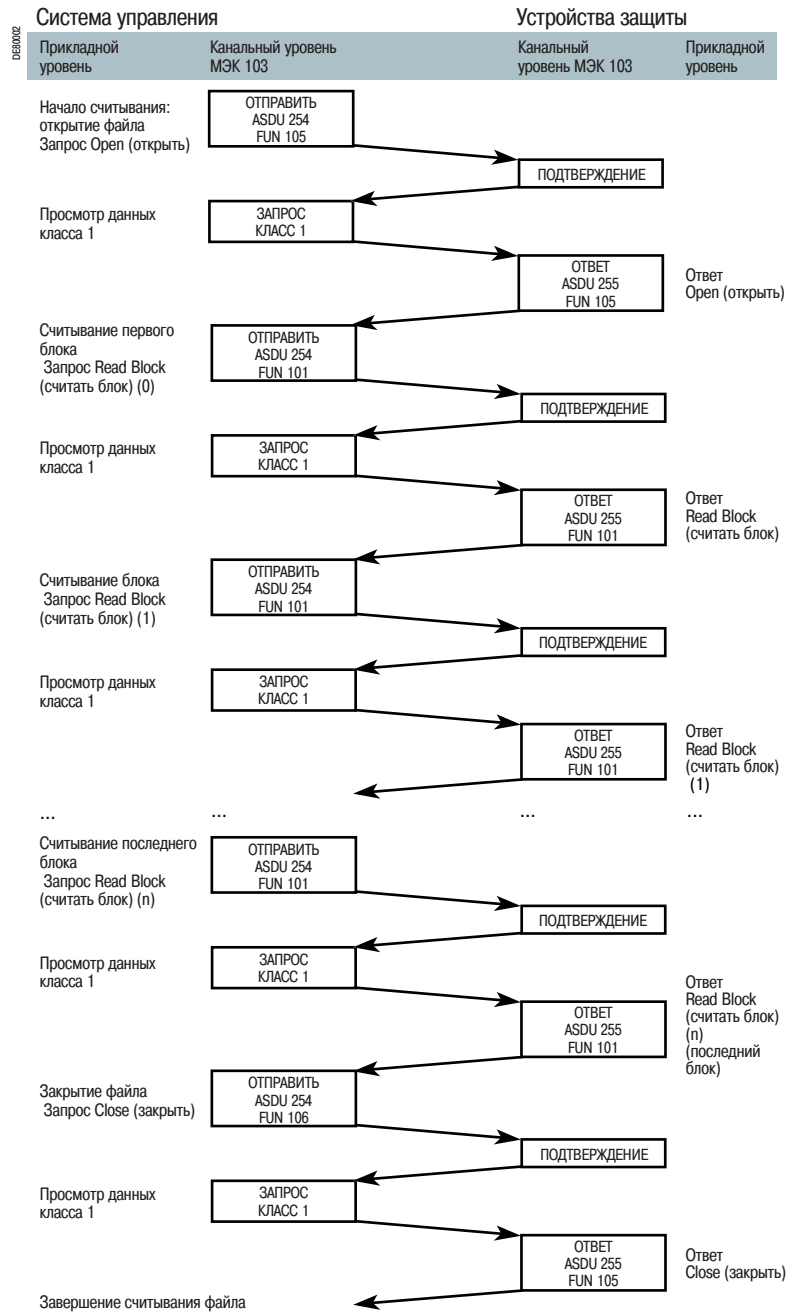 DE80002
Система управления
Устройства защиты
Прикладной
уровень
Канальный уровень
МЭК 103
Канальный
уровень МЭК 103
Прикладной
уровень
Начало считывания:
открытие файла
Запрос Open (открыть)
ОТПРАВИТЬ
ASDU 254
FUN 105
ПОДТВЕРЖДЕНИЕ
Просмотр данных
класса 1
ЗАПРОС
КЛАСС 1
ОТВЕТ
ASDU 255
FUN 105
Ответ
Open (открыть)
Считывание первого
блока
Запрос Read Block
(считать блок) (0)
ОТПРАВИТЬ
ASDU 254
FUN 101
ПОДТВЕРЖДЕНИЕ
Просмотр данных
класса 1
ЗАПРОС
КЛАСС 1
ОТВЕТ
ASDU 255
FUN 101
Ответ
Read Block
(считать блок)
Считывание блока
Запрос Read Block
(считать блок) (1)
ОТПРАВИТЬ
ASDU 254
FUN 101
ПОДТВЕРЖДЕНИЕ
Просмотр данных
класса 1
ЗАПРОС
КЛАСС 1
ОТВЕТ
ASDU 255
FUN 101
Ответ
Read Block
(считать блок)
(1)
... ... ... ...
Считывание последнего
блока
Запрос Read Block
(считать блок) (n)
ОТПРАВИТЬ
ASDU 254
FUN 101
ПОДТВЕРЖДЕНИЕ
Просмотр данных
класса 1
ЗАПРОС
КЛАСС 1
ОТВЕТ
ASDU 255
FUN 101
Ответ
Read Block
(считать блок)
(n)
(последний
блок)
Закрытие файла
Запрос Close (закрыть)
ОТПРАВИТЬ
ASDU 254
FUN 106
ПОДТВЕРЖДЕНИЕ
Просмотр данных
класса 1
ЗАПРОС
КЛАСС 1
ОТВЕТ
ASDU 255
FUN 105
Ответ
Close (закрыть)
Завершение считывания файла